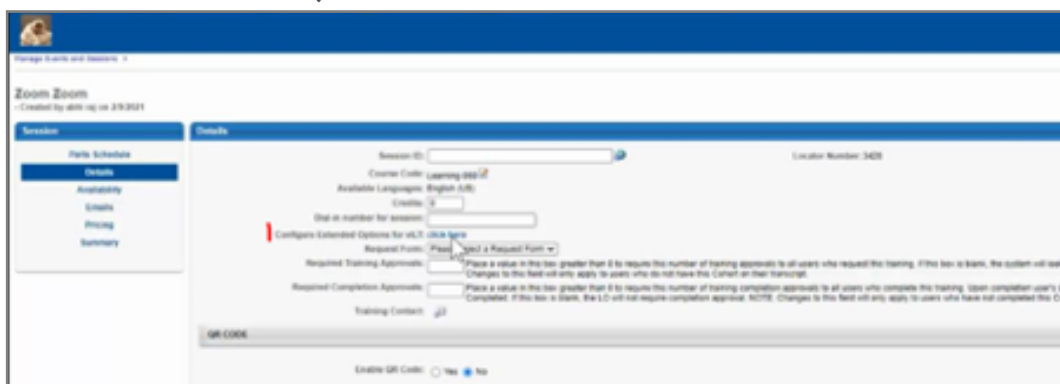 Manage Events and Sessions >
Zoom Zoom
- Created by abhi raj on 2/9/2021
Session
Parts Schedule
Details
Availability
Emails
Pricing
Summary
Details
Session ID:
Locator Number: 3428
Course Code: Learning
Available Languages: English (US)
Credits: 0
Dial-in number for session:
Configure Extended Options for vILT: click here
Request Form: Please Select a Request Form
Required Training Approvals: Place a value in this box greater than 0 to require this number of training approvals to all users who request this training. If this box is blank, the system will
Changes to this field will only apply to users who do not have this Cohort on their transcript.
Required Completion Approvals: Place a value in this box greater than 0 to require this number of training completion approvals to all users who complete this training. Upon completion user's
Completed. If this box is blank, the LO will not require completion approval. NOTE: Changes to this field will only apply to users who have not completed this
Training Contact:
QR CODE
Enable QR Code: Yes No